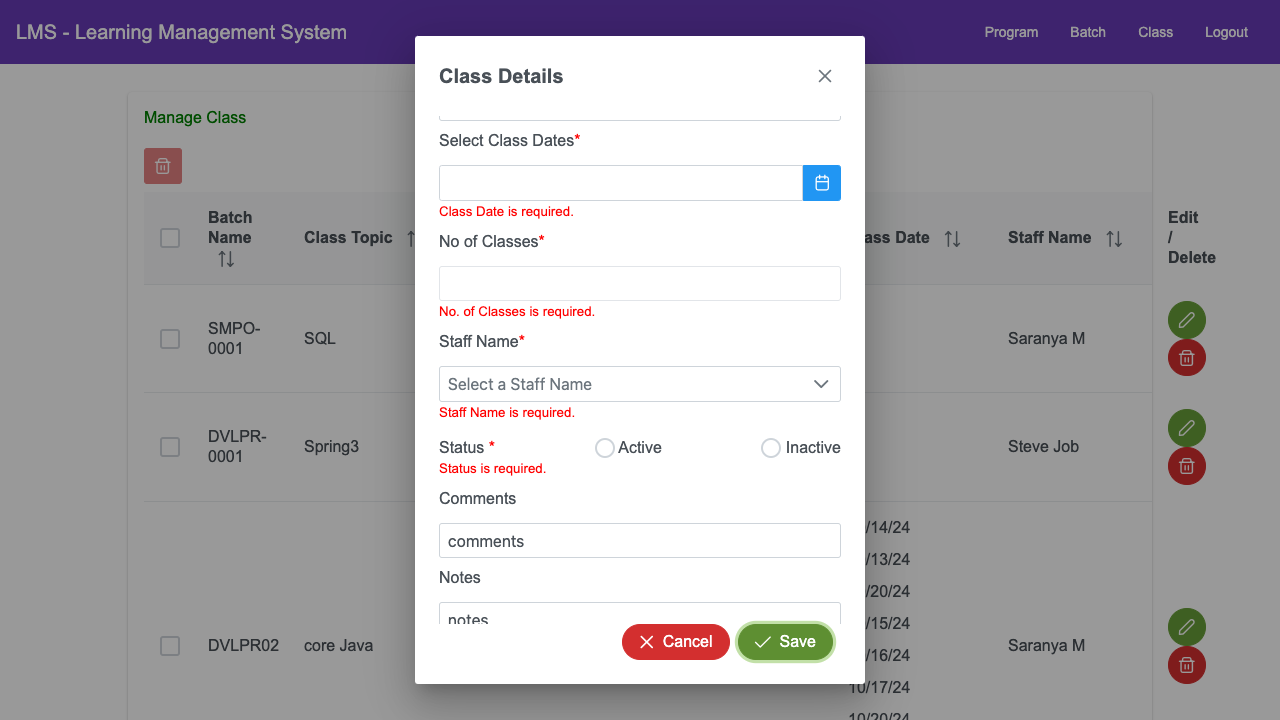 LMS - Learning Management System
Program
Batch
Class
Logout
Manage Class
Batch Name
Class Topic
ass Date
Staff Name
Edit / Delete
SMPO-0001
SQL
Saranya M
DVLPR-0001
Spring3
Steve Job
DVLPR02
core Java
/14/24
/13/24
/20/24
/15/24
/16/24
10/17/24
10/20/24
Saranya M
Class Details
Select Class Dates*
Class Date is required.
No of Classes*
No. of Classes is required.
Staff Name*
Select a Staff Name
Staff Name is required.
Status *
Active
Inactive
Status is required.
Comments
comments
Notes
notes
Cancel
Save